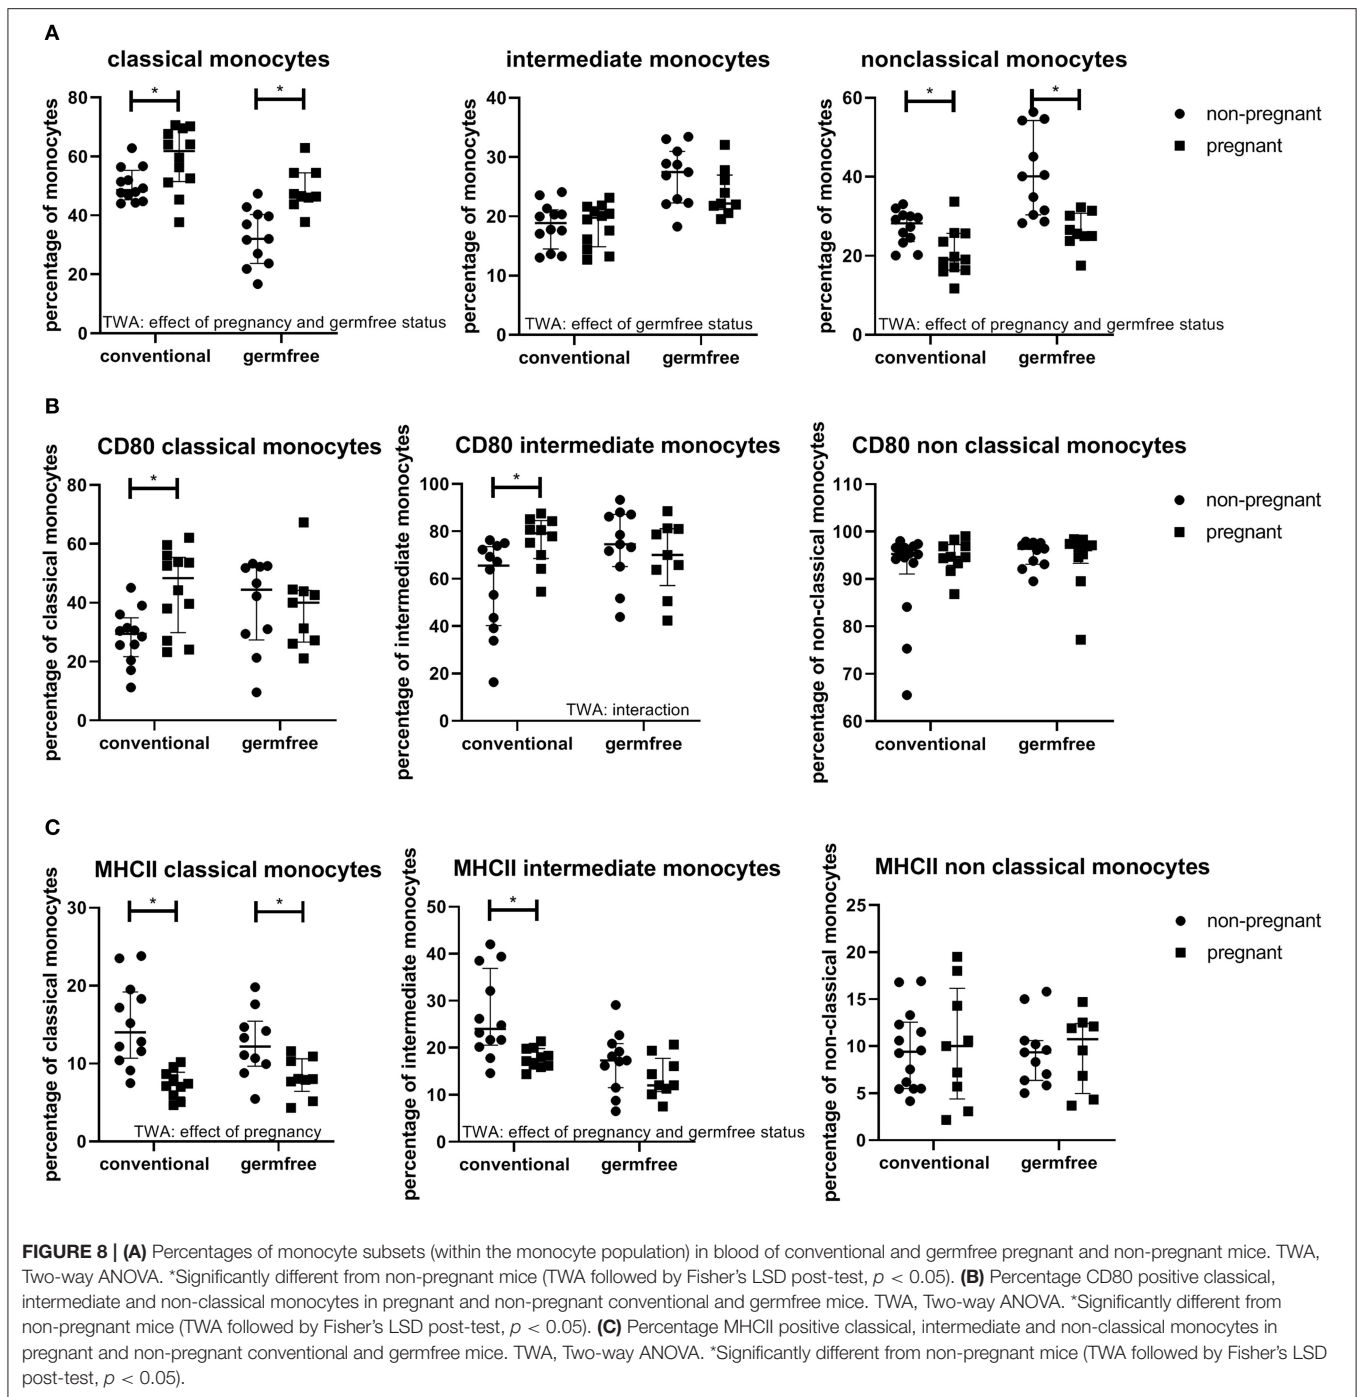 A
classical monocytes
intermediate monocytes
nonclassical monocytes
percentage of monocytes
80
60
40
20
0
*
*
TWA: effect of pregnancy and germfree status
conventional
germfree
percentage of monocytes
40
30
20
10
0
TWA: effect of germfree status
conventional
germfree
percentage of monocytes
60
40
20
0
*
*
TWA: effect of pregnancy and germfree status
conventional
germfree
non-pregnant
pregnant
B
CD80 classical monocytes
CD80 intermediate monocytes
CD80 non classical monocytes
percentage of classical monocytes
80
60
40
20
0
*
conventional
germfree
percentage of intermediate monocytes
100
80
60
40
20
0
*
TWA: interaction
conventional
germfree
percentage of non-classical monocytes
110
100
90
80
70
60
conventional
germfree
non-pregnant
pregnant
C
MHCII classical monocytes
MHCII intermediate monocytes
MHCII non classical monocytes
percentage of classical monocytes
30
20
10
0
*
*
TWA: effect of pregnancy
conventional
germfree
percentage of intermediate monocytes
50
40
30
20
10
0
*
TWA: effect of pregnancy and germfree status
conventional
germfree
percentage of non-classical monocytes
25
20
15
10
5
0
conventional
germfree
non-pregnant
pregnant
FIGURE 8 | (A) Percentages of monocyte subsets (within the monocyte population) in blood of conventional and germfree pregnant and non-pregnant mice. TWA,
Two-way ANOVA. *Significantly different from non-pregnant mice (TWA followed by Fisher's LSD post-test, p < 0.05). (B) Percentage CD80 positive classical,
intermediate and non-classical monocytes in pregnant and non-pregnant conventional and germfree mice. TWA, Two-way ANOVA. *Significantly different from
non-pregnant mice (TWA followed by Fisher's LSD post-test, p < 0.05). (C) Percentage MHCII positive classical, intermediate and non-classical monocytes in
pregnant and non-pregnant conventional and germfree mice. TWA, Two-way ANOVA. *Significantly different from non-pregnant mice (TWA followed by Fisher's LSD
post-test, p < 0.05).